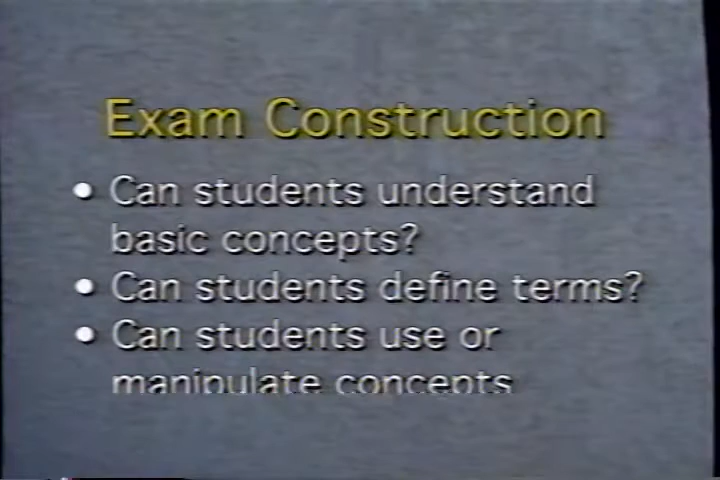 Exam Construction
• Can students understand
basic concepts?
• Can students define terms?
• Can students use or
manipulate concepts